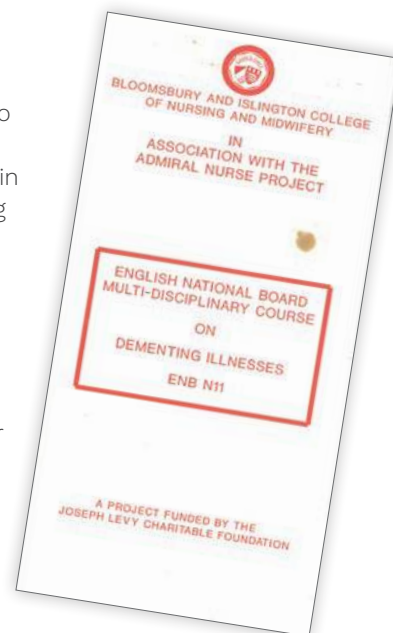 o
in
g
BLOOMSBURY AND ISLINGTON COLLEGE
OF NURSING AND MIDWIFERY
IN
ASSOCIATION WITH THE
ADMIRAL NURSE PROJECT
ENGLISH NATIONAL BOARD
MULTI-DISCIPLINARY COURSE
ON
DEMENTING ILLNESSES
ENB N11
-
A PROJECT FUNDED BY THE
JOSEPH LEVY CHARITABLE FOUNDATION